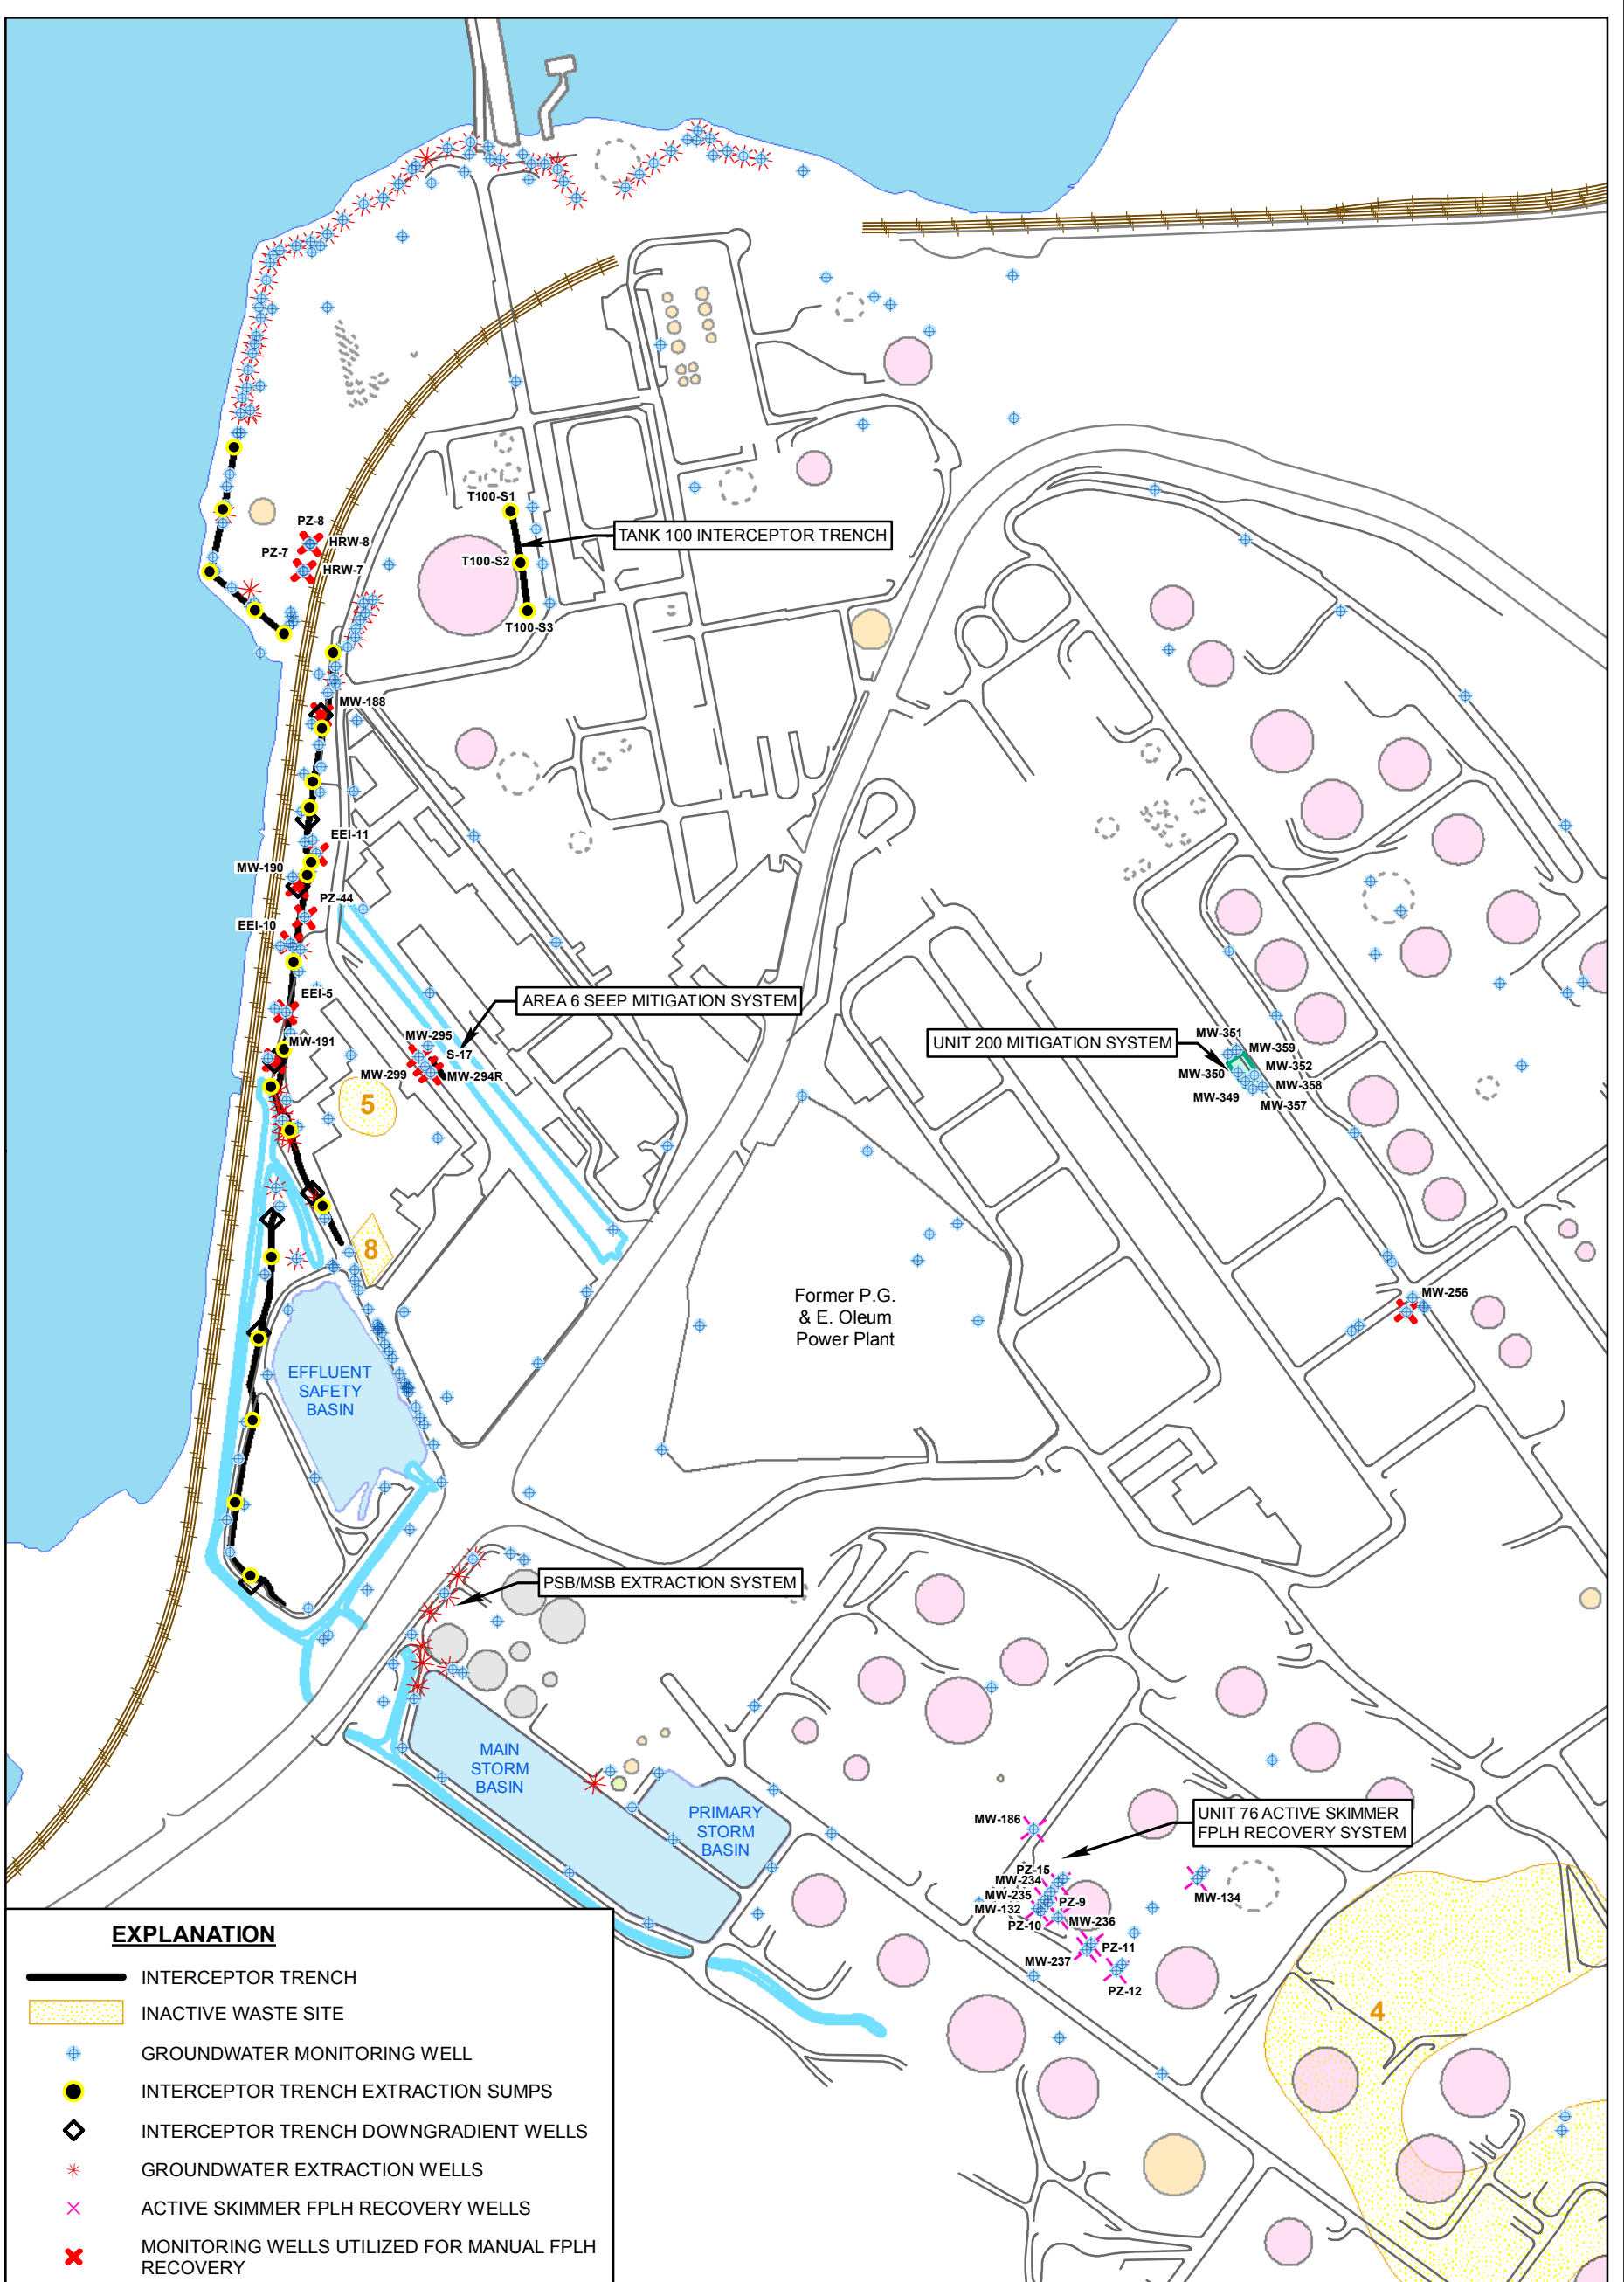 T100-S1
TANK 100 INTERCEPTOR TRENCH
PZ-8
HRW-8
PZ-7
T100-S2
HRW-7
T100-S3
MW-188
EEI-11
MW-190
PZ-44
EEI-10
EEI-5
AREA 6 SEEP MITIGATION SYSTEM
MW-191
MW-295
S-17
MW-299
MW-294R
UNIT 200 MITIGATION SYSTEM
MW-351
MW-359
MW-350
MW-352
MW-358
MW-349
MW-357
5
8
Former P.G.
& E. Oleum
Power Plant
MW-256
EFFLUENT
SAFETY
BASIN
PSB/MSB EXTRACTION SYSTEM
MAIN
STORM
BASIN
PRIMARY
STORM
BASIN
MW-186
UNIT 76 ACTIVE SKIMMER
FPLH RECOVERY SYSTEM
PZ-15
MW-234
MW-235
PZ-9
MW-132
PZ-10
MW-236
MW-134
PZ-11
MW-237
PZ-12
4
EXPLANATION
INTERCEPTOR TRENCH
INACTIVE WASTE SITE
GROUNDWATER MONITORING WELL
INTERCEPTOR TRENCH EXTRACTION SUMPS
INTERCEPTOR TRENCH DOWNGRADIENT WELLS
GROUNDWATER EXTRACTION WELLS
ACTIVE SKIMMER FPLH RECOVERY WELLS
MONITORING WELLS UTILIZED FOR MANUAL FPLH
RECOVERY